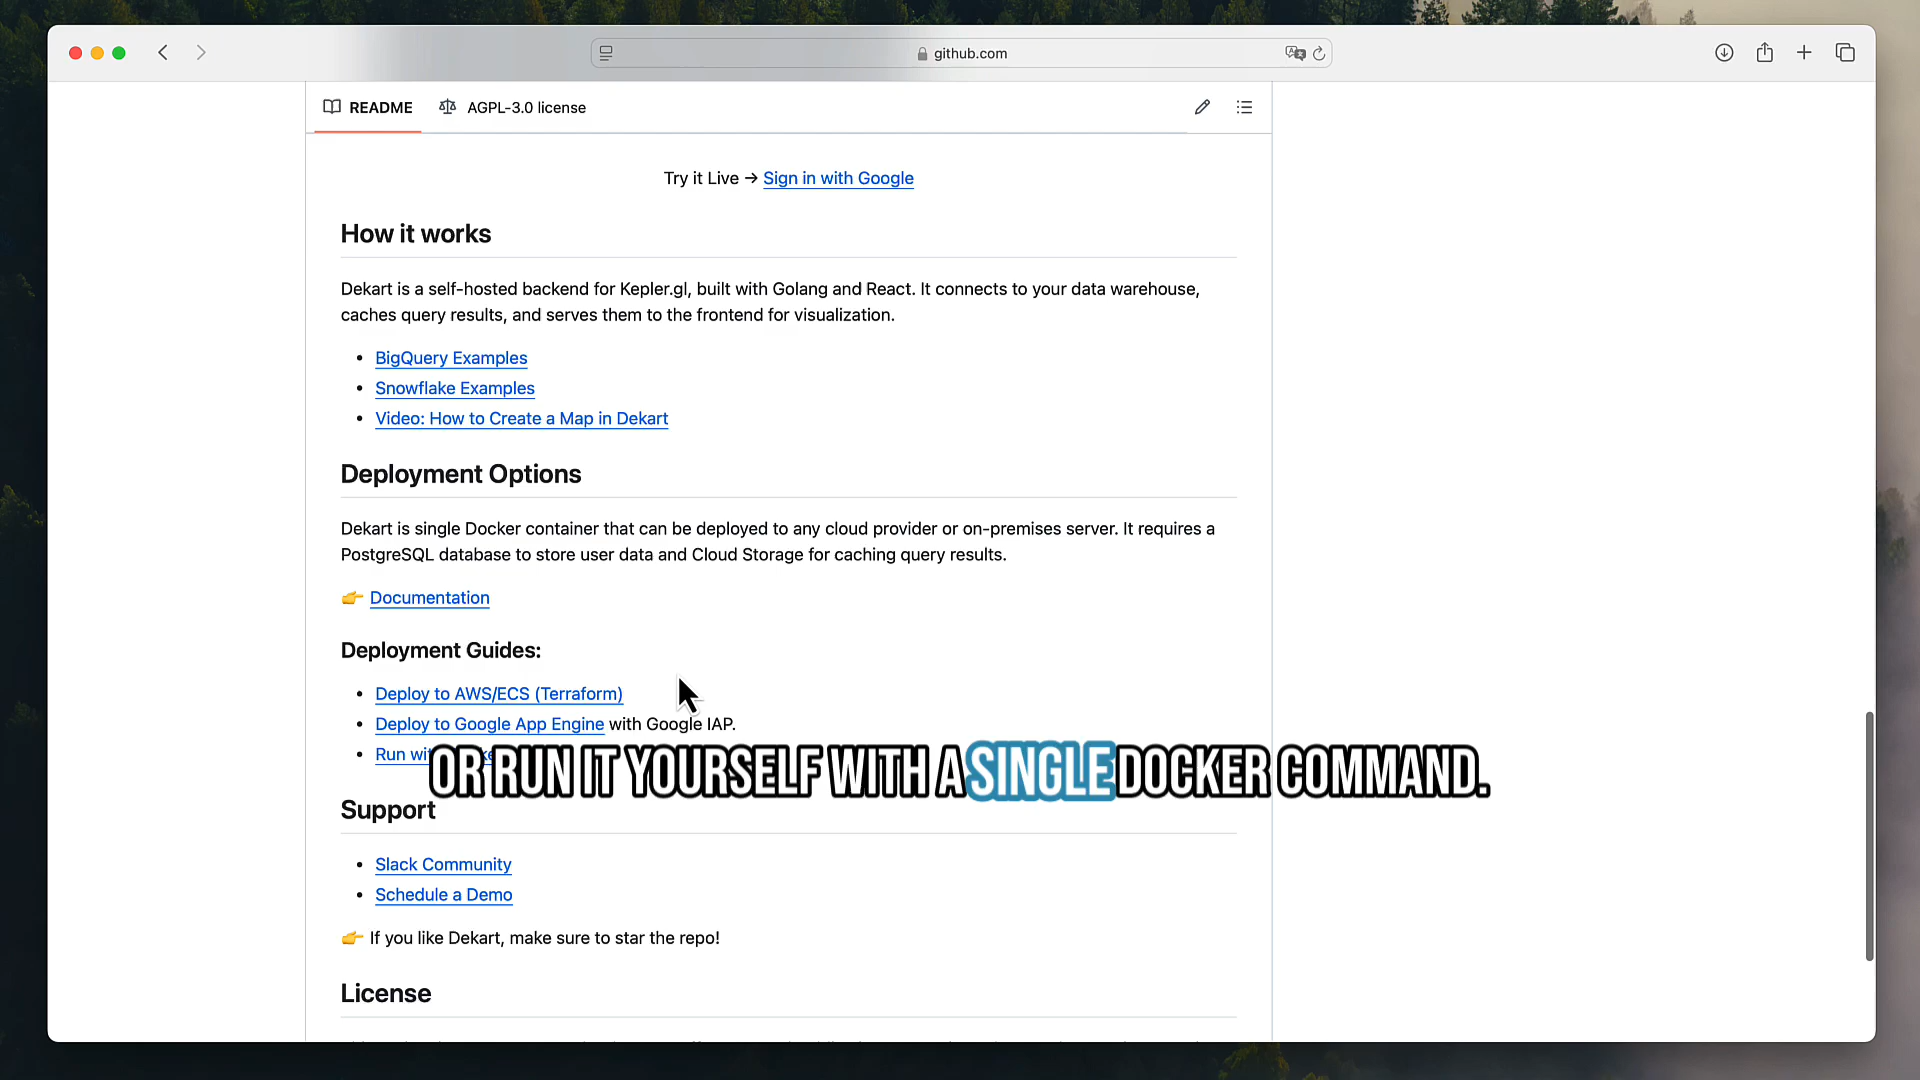 github.com
README
AGPL-3.0 license
Try it Live → Sign in with Google
How it works
Dekart is a self-hosted backend for Kepler.gl, built with Golang and React. It connects to your data warehouse,
caches query results, and serves them to the frontend for visualization.
• BigQuery Examples
• Snowflake Examples
• Video: How to Create a Map in Dekart
Deployment Options
Dekart is single Docker container that can be deployed to any cloud provider or on-premises server. It requires a
PostgreSQL database to store user data and Cloud Storage for caching query results.
👉 Documentation
Deployment Guides:
• Deploy to AWS/ECS (Terraform)
• Deploy to Google App Engine with Google IAP.
• Run
OR RUN IT YOURSELF WITH A SINGLE DOCKER COMMAND.
Support
• Slack Community
• Schedule a Demo
👉 If you like Dekart, make sure to star the repo!
License